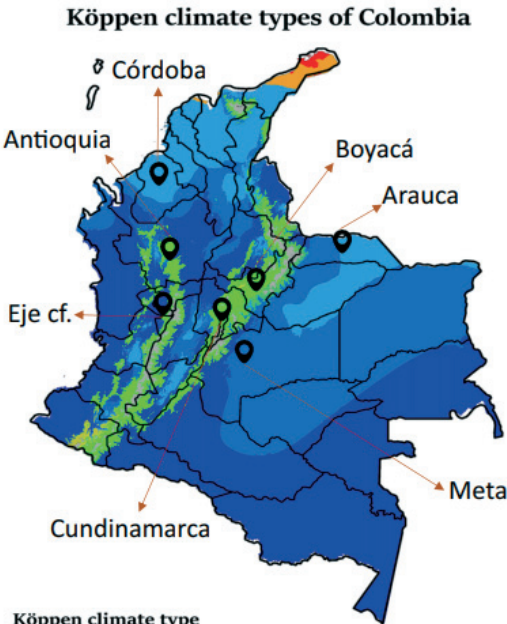 Köppen climate types of Colombia
Córdoba
Antioquia
Boyacá
Arauca
Eje cf.
Meta
Cundinamarca
Köppen climate type